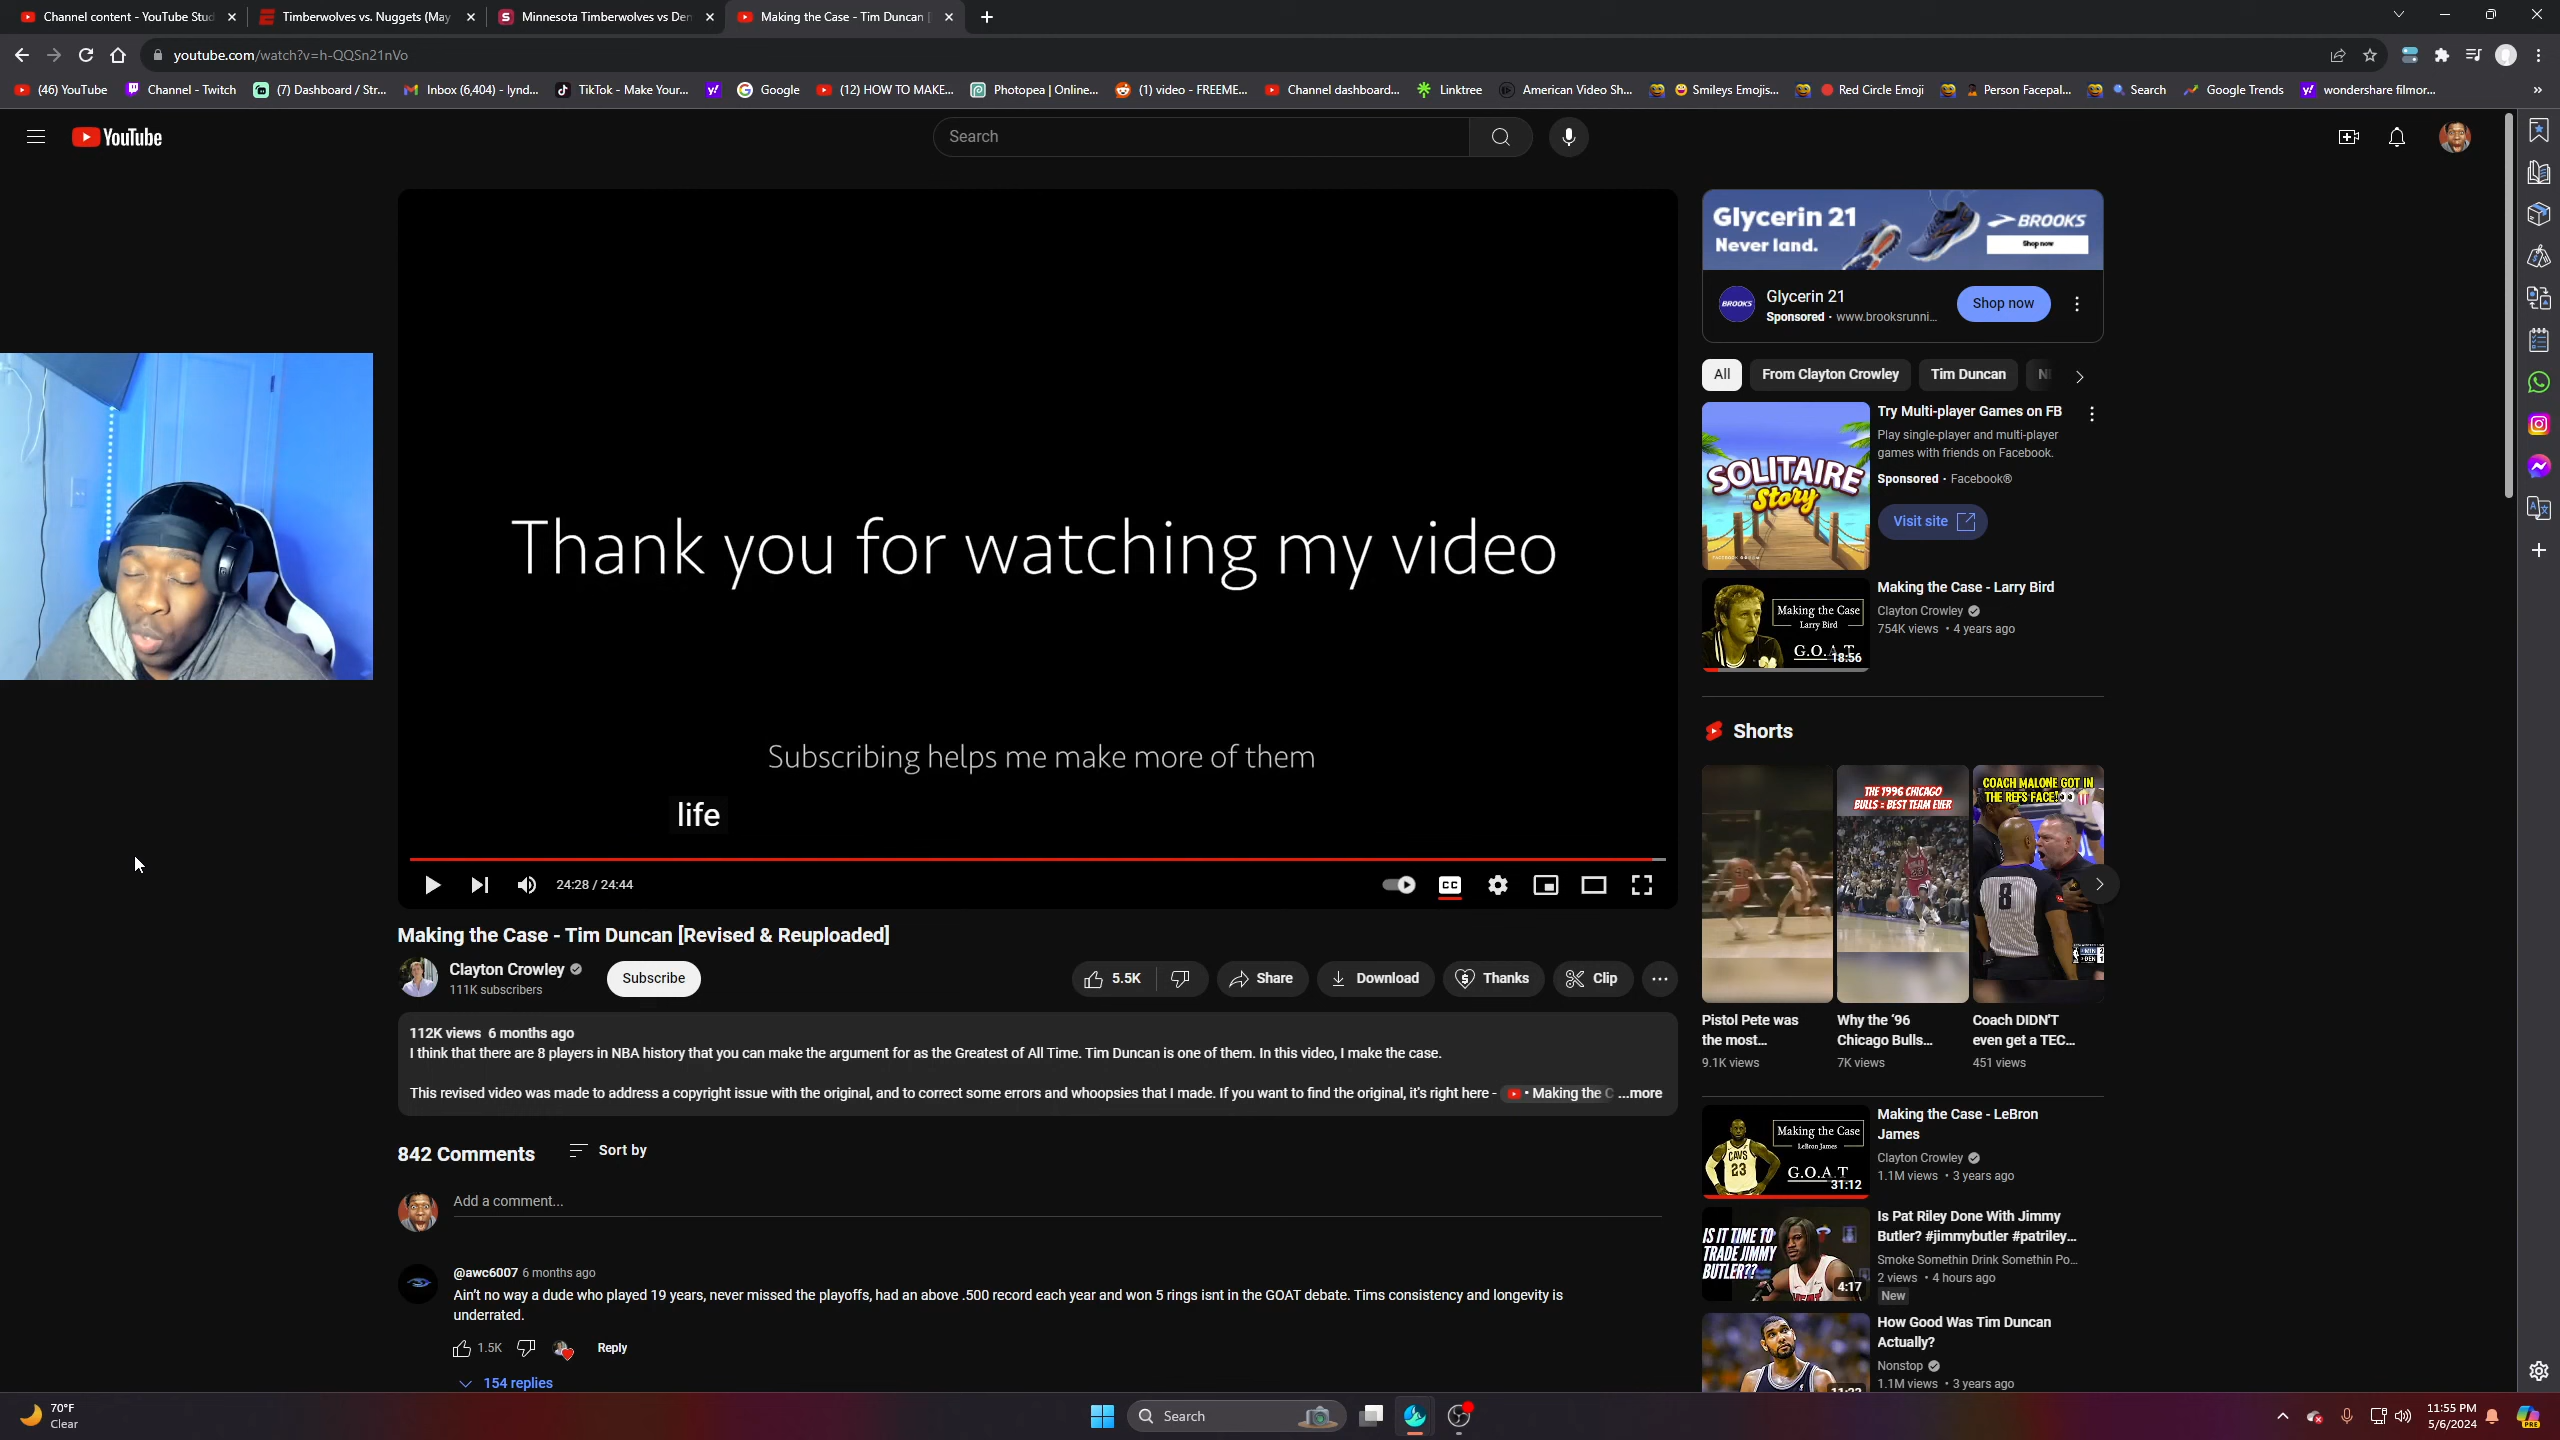 Channel content - YouTube Stud
Timberwolves vs. Nuggets (May
Minnesota Timberwolves vs Den
Making the Case - Tim Duncan [
youtube.com/watch?v=h-QQSn21nVo
(46) YouTube
Channel - Twitch
(7) Dashboard / Str...
Inbox (6,404) - lynd...
TikTok - Make Your...
Google
(12) HOW TO MAKE...
Photopea | Online...
(1) video - FREEME...
Channel dashboard...
Linktree
American Video Sh...
Smileys Emojis...
Red Circle Emoji
Person Facepal...
Search
Google Trends
wondershare filmor...
YouTube
Search
Thank you for watching my video
Subscribing helps me make more of them
life
24:28 / 24:44
CC
Making the Case - Tim Duncan [Revised & Reuploaded]
Clayton Crowley
111K subscribers
Subscribe
5.5K
Share
Download
Thanks
Clip
112K views 6 months ago
I think that there are 8 players in NBA history that you can make the argument for as the Greatest of All Time. Tim Duncan is one of them. In this video, I make the case.
This revised video was made to address a copyright issue with the original, and to correct some errors and whoopsies that I made. If you want to find the original, it's right here - • Making the C ...more
842 Comments
Sort by
Add a comment...
@awc6007 6 months ago
Ain't no way a dude who played 19 years, never missed the playoffs, had an above .500 record each year and won 5 rings isnt in the GOAT debate. Tims consistency and longevity is
underrated.
1.5K
Reply
154 replies
Glycerin 21
Never land.
BROOKS
Shop now
BROOKS
Glycerin 21
Sponsored · www.brooksrunni...
Shop now
All
From Clayton Crowley
Tim Duncan
SOLITAIRE
Story
Try Multi-player Games on FB
Play single-player and multi-player
games with friends on Facebook.
Sponsored · Facebook®
Visit site
Making the Case
Larry Bird
G.O.A.T
18:56
Making the Case - Larry Bird
Clayton Crowley
754K views • 4 years ago
Shorts
THE 1996 CHICAGO
BULLS = BEST TEAM EVER
COACH MALONE GOT IN
THE REFS FACE!👀🍿
8
Pistol Pete was
the most...
9.1K views
Why the '96
Chicago Bulls...
7K views
Coach DIDN'T
even get a TEC...
451 views
Making the Case
LeBron James
CAVS
23
G.O.A.T
31:12
Making the Case - LeBron
James
Clayton Crowley
1.1M views • 3 years ago
IS IT TIME TO
TRADE JIMMY
BUTLER??
4:17
Is Pat Riley Done With Jimmy
Butler? #jimmybutler #patriley...
Smoke Somethin Drink Somethin Po...
2 views • 4 hours ago
New
How Good Was Tim Duncan
Actually?
Nonstop
1.1M views • 3 years ago
70°F
Clear
Search
11:55 PM
5/6/2024
PRE